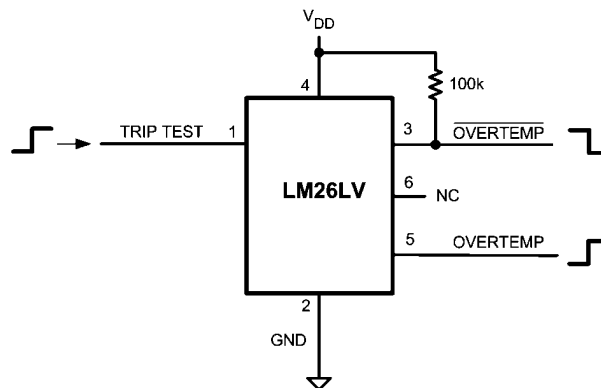 VDD
4
100k
TRIP TEST 1
3 OVERTEMP
LM26LV
6 NC
5 OVERTEMP
2
GND